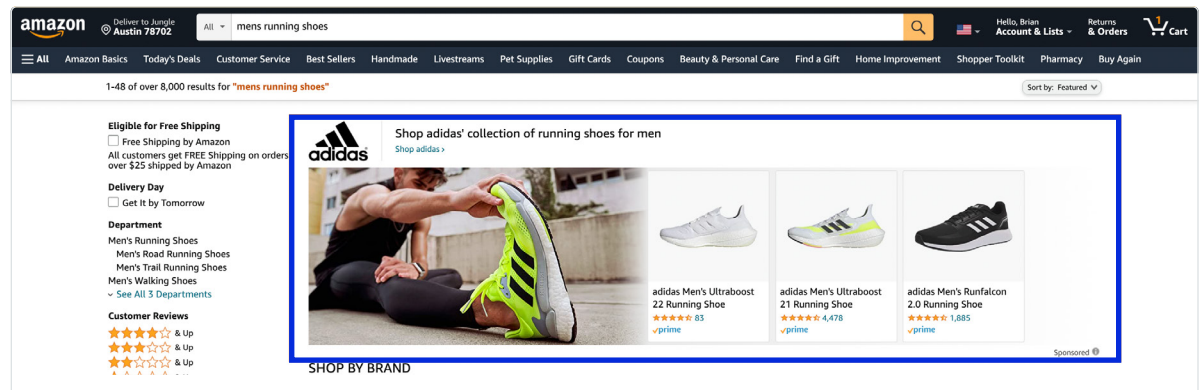 amazon
Deliver to Jungle
Austin 78702
All
mens running shoes
Hello, Brian
Account & Lists
Returns
& Orders
1
Cart
All
Amazon Basics
Today's Deals
Customer Service
Best Sellers
Handmade
Livestreams
Pet Supplies
Gift Cards
Coupons
Beauty & Personal Care
Find a Gift
Home Improvement
Shopper Toolkit
Pharmacy
Buy Again
1-48 of over 8,000 results for "mens running shoes"
Sort by: Featured
Eligible for Free Shipping
Free Shipping by Amazon
All customers get FREE Shipping on orders
over $25 shipped by Amazon
Delivery Day
Get It by Tomorrow
Department
Men's Running Shoes
Men's Road Running Shoes
Men's Trail Running Shoes
Men's Walking Shoes
See All 3 Departments
Customer Reviews
& Up
& Up
& Up
adidas
Shop adidas' collection of running shoes for men
Shop adidas ›
adidas Men's Ultraboost
22 Running Shoe
83
prime
adidas Men's Ultraboost
21 Running Shoe
4,478
prime
adidas Men's Runfalcon
2.0 Running Shoe
1,885
prime
Sponsored
SHOP BY BRAND